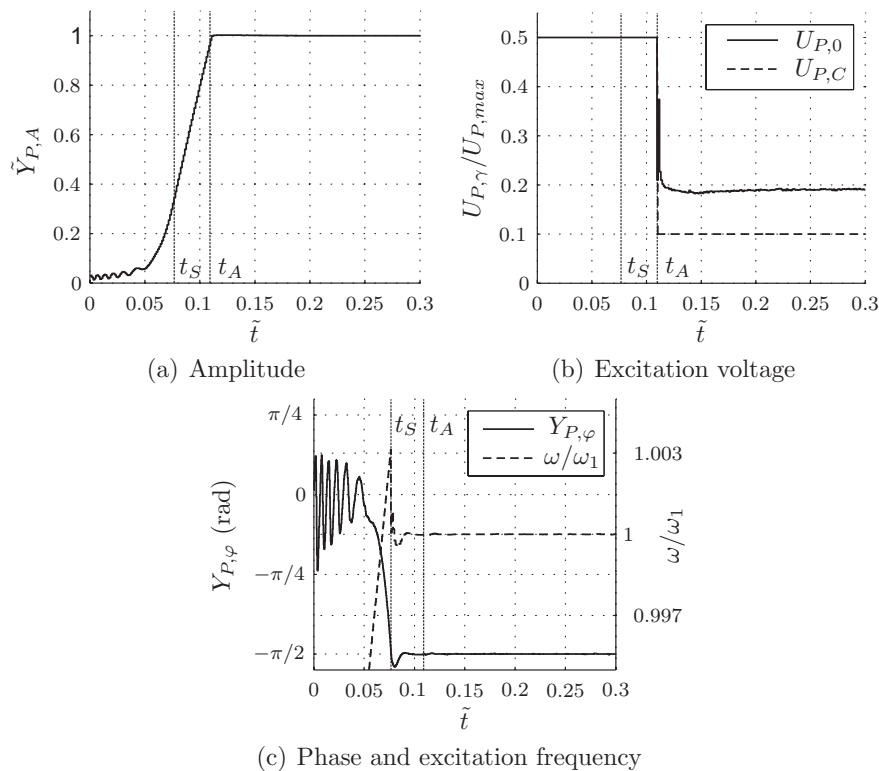 1
0.8
0.6
0.4
0.2
0
Ỹ_{P,A}
t_S t_A
0 0.05 0.1 0.15 0.2 0.25 0.3
t̃
(a) Amplitude
0.5
0.4
0.3
0.2
0.1
0
U_{P,γ}/U_{P,max}
U_{P,0}
U_{P,C}
t_S t_A
0 0.05 0.1 0.15 0.2 0.25 0.3
t̃
(b) Excitation voltage
π/4
0
−π/4
−π/2
Y_{P,φ} (rad)
t_S t_A
Y_{P,φ}
ω/ω_1
1.003
1
0.997
ω/ω_1
0 0.05 0.1 0.15 0.2 0.25 0.3
t̃
(c) Phase and excitation frequency